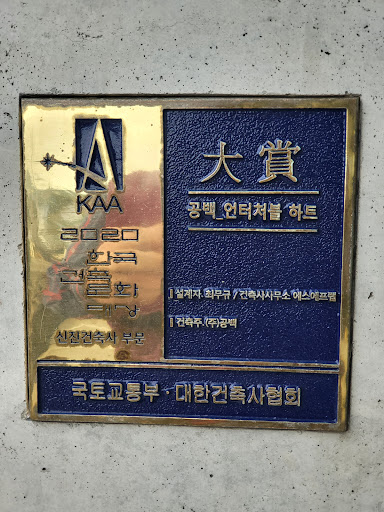 KAA
2020
한국
건축
문화
대상
신진건축사 부문
大賞
공백_언터처블 하트
설계자. 최무규 / 건축사사무소 에스에프랩
건축주. (주)공백
국토교통부 · 대한건축사협회